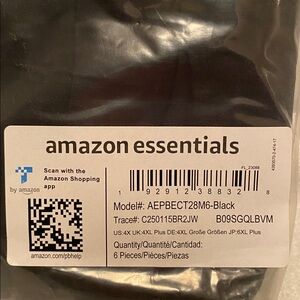 amazon essentials
Scan with the
Amazon Shopping
app
by amazon
amazon.com/pbhelp
1 92912 38832 8
Model#: AEPBECT28M6-Black
Trace#: C250115BR2JW B09SGQLBVM
US:4X UK:4XL Plus DE:4XL Große Größen JP:6XL Plus
Quantity/Quantité/Cantidad:
6 Pieces/Pièces/Piezas